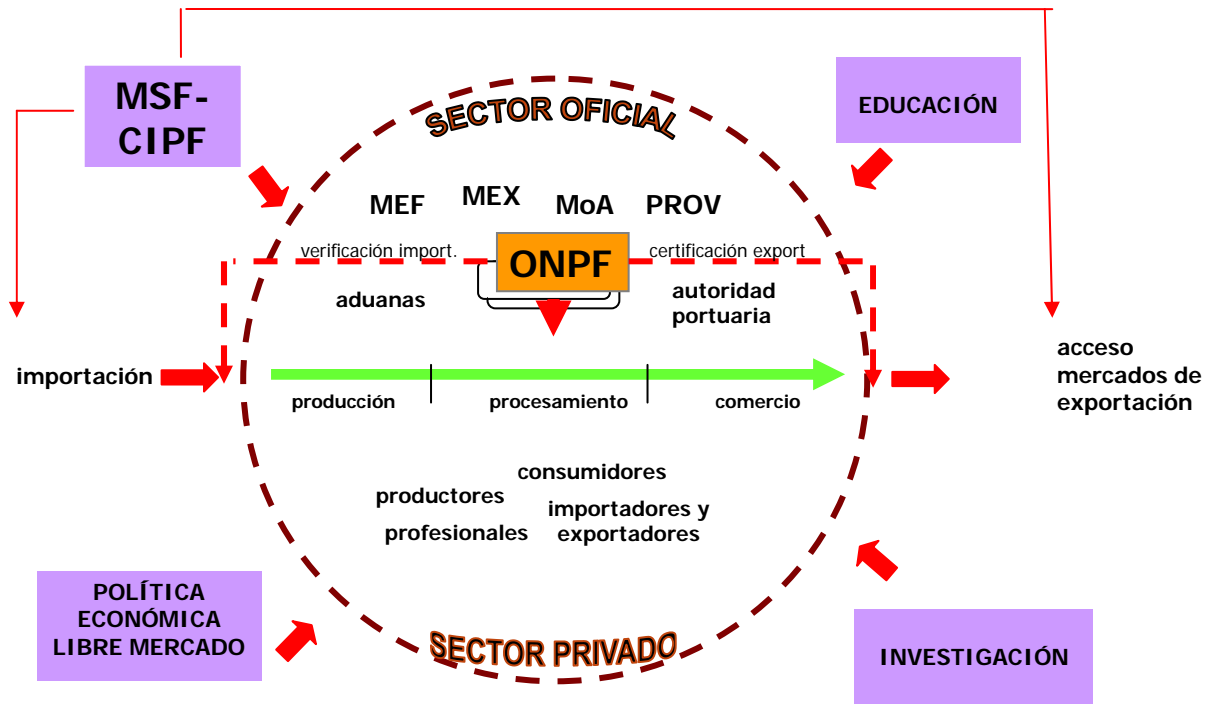 MSF-
CIPF
EDUCACIÓN
SECTOR OFICIAL
MEF
MEX
MoA
PROV
verificación import.
ONPF
certificación export
aduanas
autoridad
portuaria
importación
acceso
mercados de
exportación
producción
procesamiento
comercio
consumidores
productores
importadores y
exportadores
profesionales
POLÍTICA
ECONÓMICA
LIBRE MERCADO
SECTOR PRIVADO
INVESTIGACIÓN